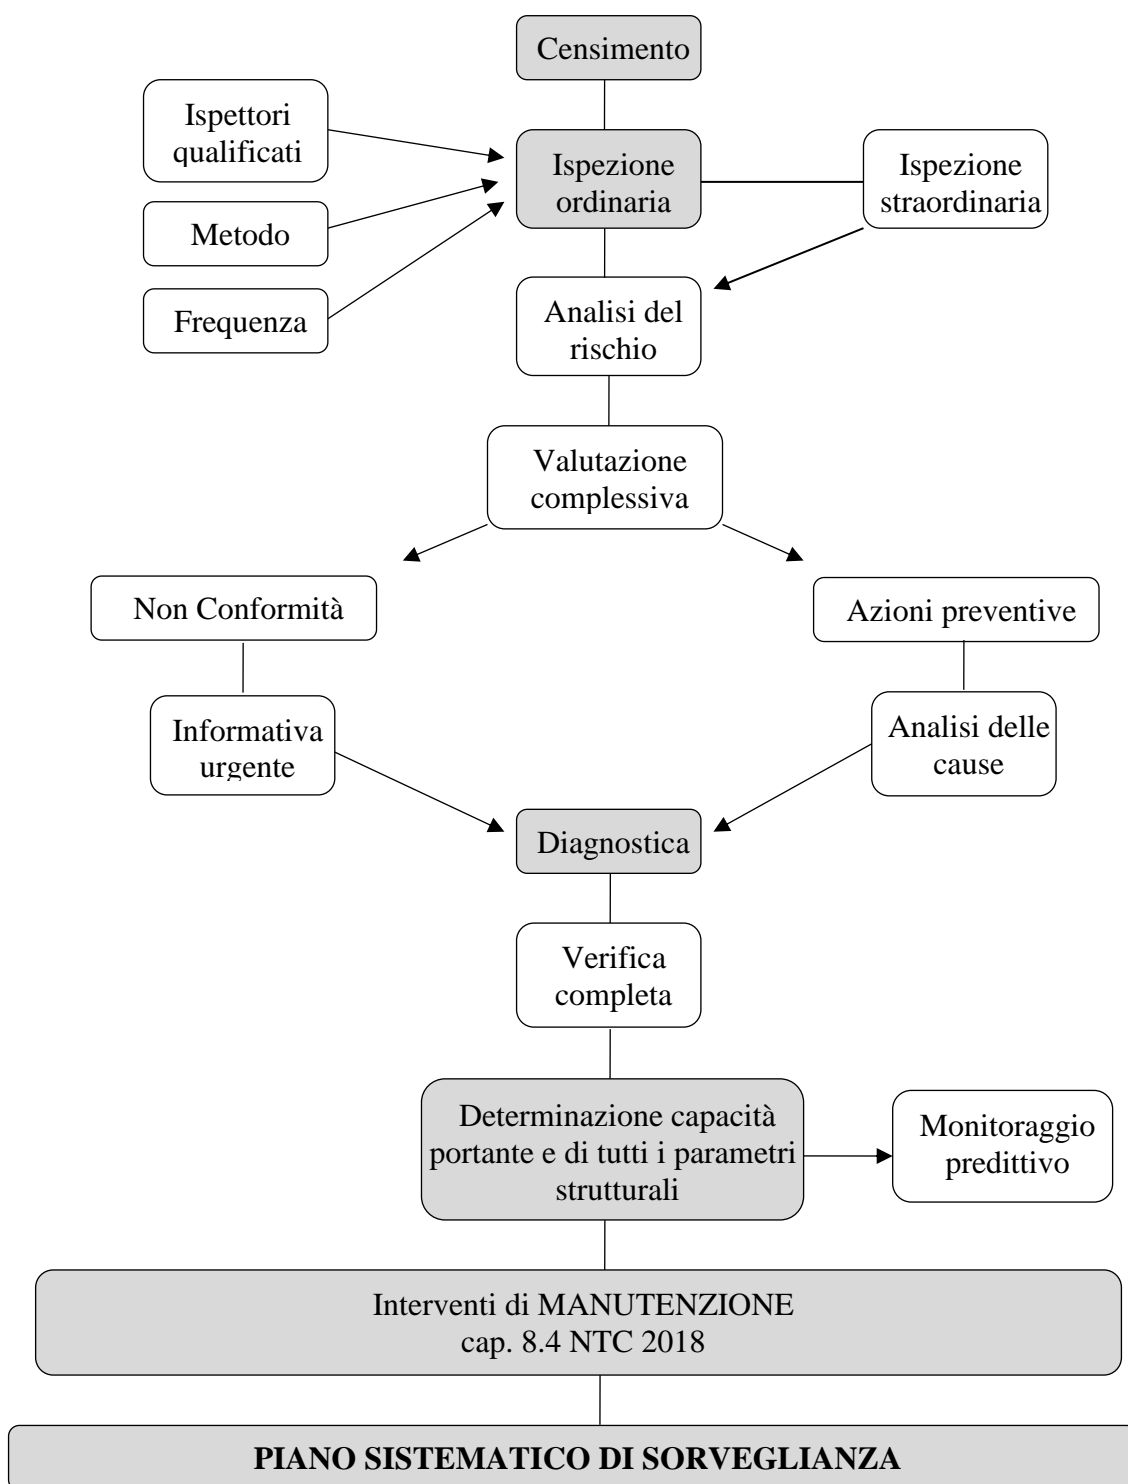 Censimento
Ispettori
qualificati
Metodo
Frequenza
Ispezione
ordinaria
Ispezione
straordinaria
Analisi del
rischio
Valutazione
complessiva
Non Conformità
Azioni preventive
Informativa
urgente
Analisi delle
cause
Diagnostica
Verifica
completa
Determinazione capacità
portante e di tutti i parametri
strutturali
Monitoraggio
predittivo
Interventi di MANUTENZIONE
cap. 8.4 NTC 2018
PIANO SISTEMATICO DI SORVEGLIANZA